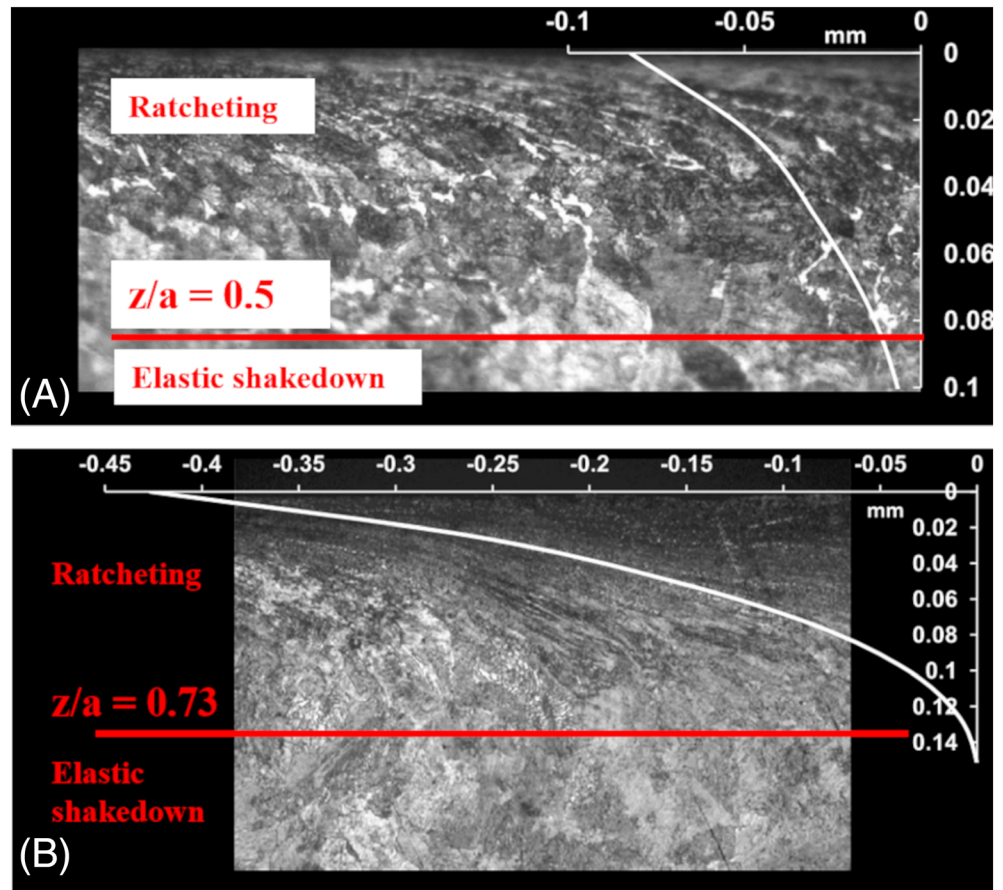 -0.1 -0.05 0
mm
0
Ratcheting
0.02
0.04
0.06
z/a = 0.5
0.08
Elastic shakedown
0.1
(A)
-0.45 -0.4 -0.35 -0.3 -0.25 -0.2 -0.15 -0.1 -0.05 0
0
mm
0.02
0.04
Ratcheting
0.06
0.08
0.1
z/a = 0.73
0.12
0.14
Elastic
shakedown
(B)